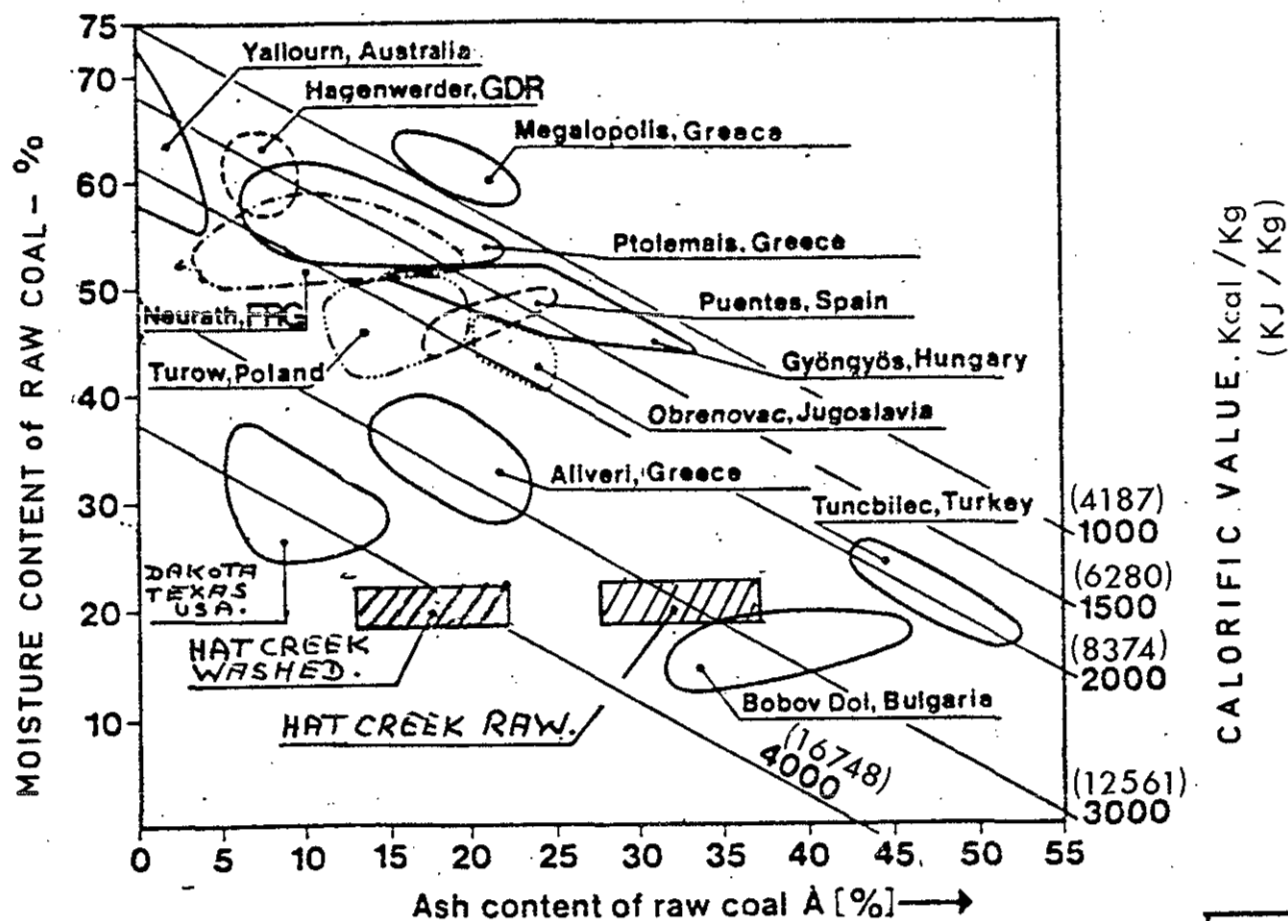 MOISTURE CONTENT of RAW COAL - %
75
70
60
50
40
30
20
10
Yallourn, Australia
Hagenwerder, GDR
Megalopolis, Greece
Ptolemais, Greece
Neurath, FRG
Puentes, Spain
Gyöngyös, Hungary
Turow, Poland
Obrenovac, Jugoslavia
Aliveri, Greece
Tuncbilec, Turkey
DAKOTA
TEXAS
USA.
HAT CREEK
WASHED.
HAT CREEK RAW.
Bobov Dol, Bulgaria
(4187)
1000
(6280)
1500
(8374)
2000
(12561)
3000
(16748)
4000
CALORIFIC VALUE. Kcal/Kg
(KJ / Kg)
0 5 10 15 20 25 30 35 40 45 50 55
Ash content of raw coal À [%]